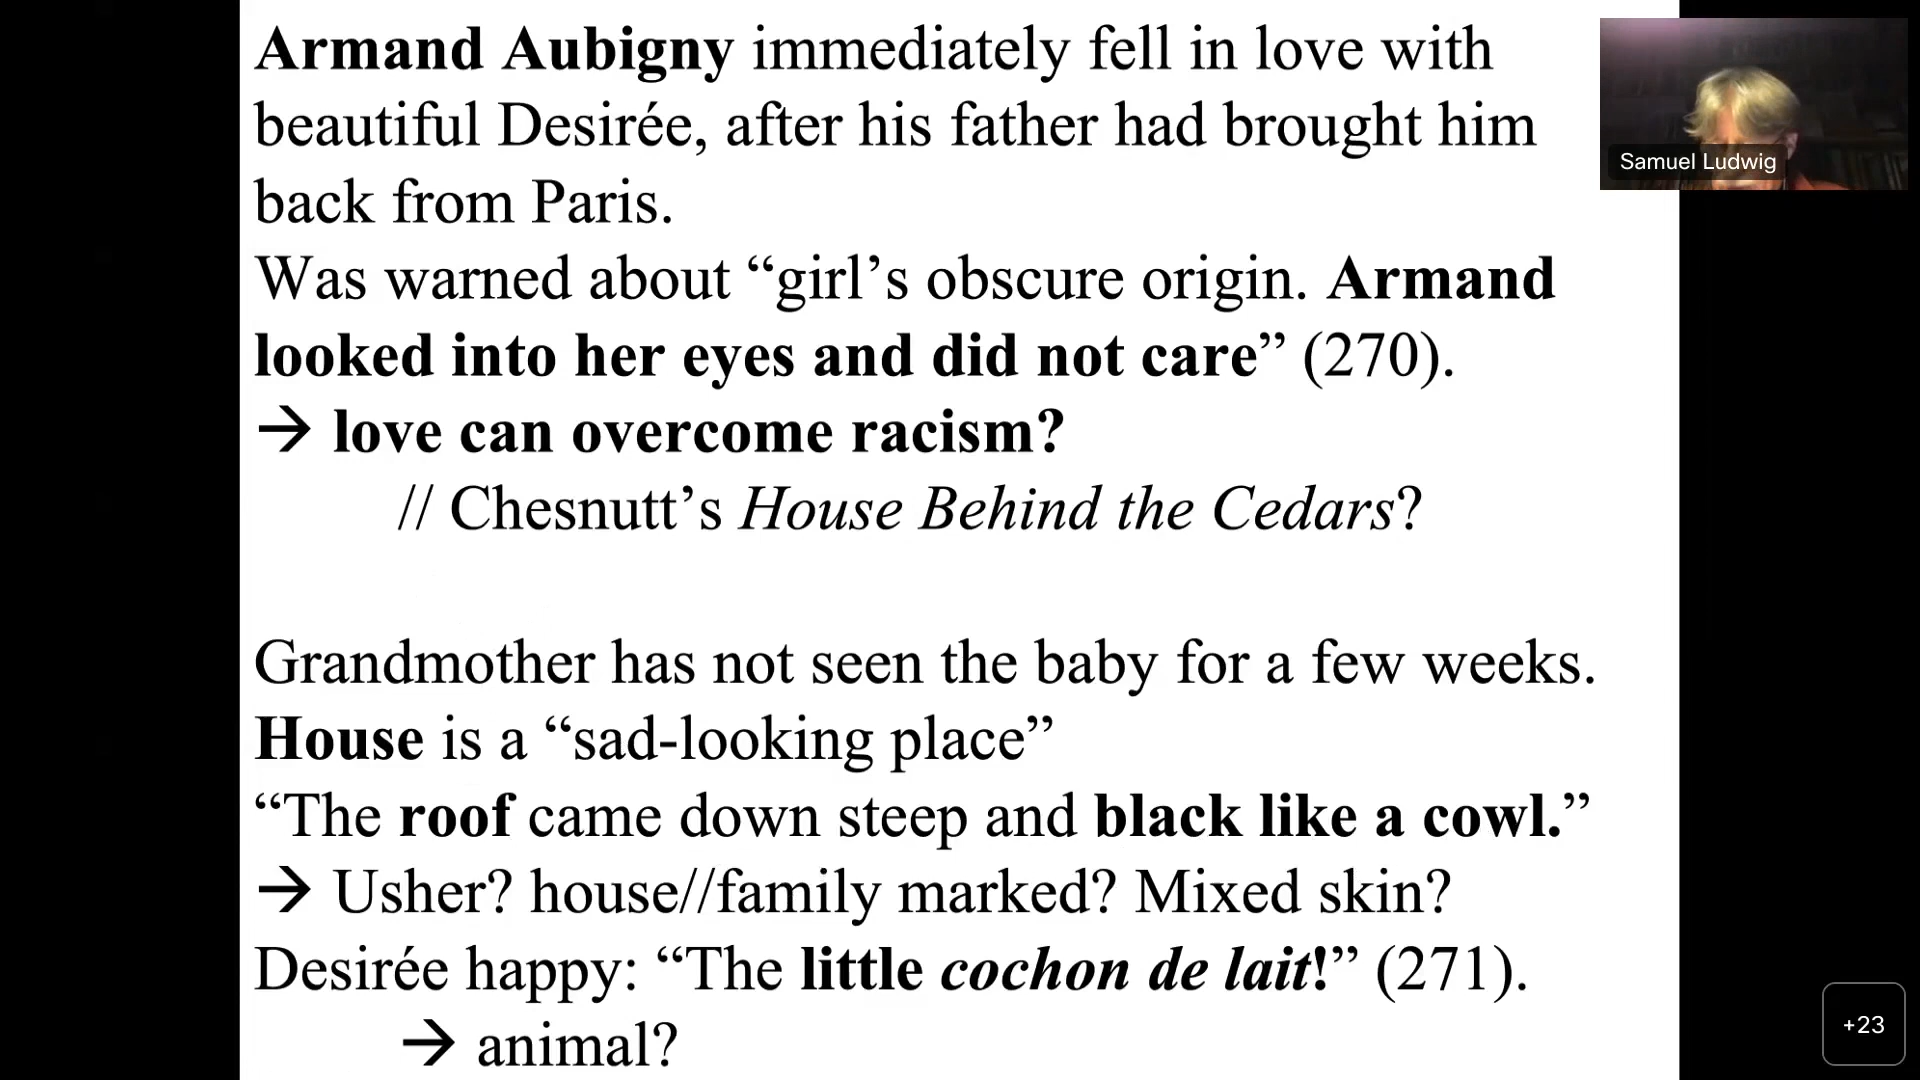 Armand Aubigny immediately fell in love with
beautiful Desirée, after his father had brought him
back from Paris.
Was warned about “girl’s obscure origin. Armand
looked into her eyes and did not care” (270).
→ love can overcome racism?
// Chesnutt’s House Behind the Cedars?
Grandmother has not seen the baby for a few weeks.
House is a “sad-looking place”
“The roof came down steep and black like a cowl.”
→ Usher? house//family marked? Mixed skin?
Desirée happy: “The little cochon de lait!” (271).
→ animal?
Samuel Ludwig
+23